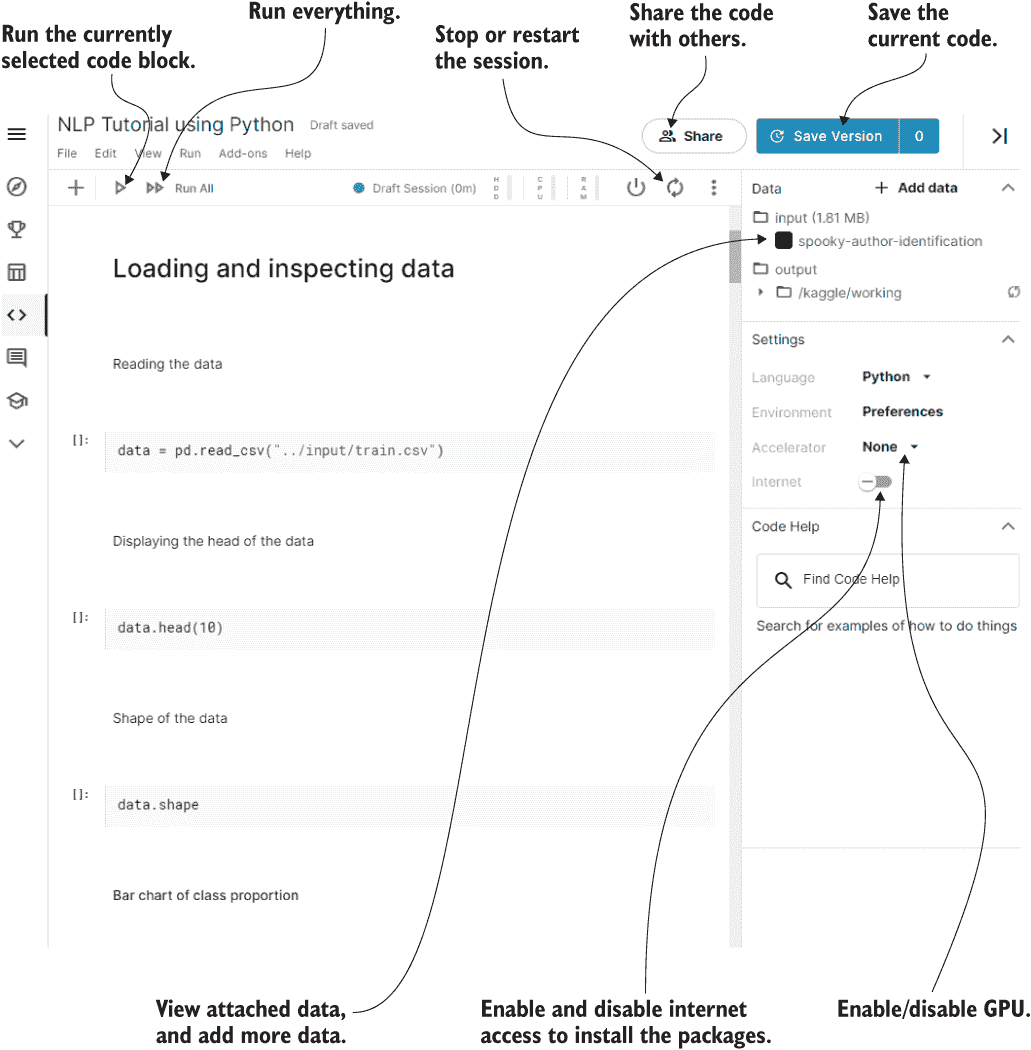 Run everything.
Run the currently
selected code block.
Stop or restart
the session.
Share the code
with others.
Save the
current code.
NLP Tutorial using Python Draft saved
File Edit View Run Add-ons Help
Share
Save Version 0
Run All
Draft Session (0m)
HDD
CPU
RAM
Loading and inspecting data
Reading the data
[]: data = pd.read_csv("../input/train.csv")
Displaying the head of the data
[]: data.head(10)
Shape of the data
[]: data.shape
Bar chart of class proportion
Data + Add data
input (1.81 MB)
spooky-author-identification
output
/kaggle/working
Settings
Language Python
Environment Preferences
Accelerator None
Internet
Code Help
Find Code Help
Search for examples of how to do things
View attached data,
and add more data.
Enable and disable internet
access to install the packages.
Enable/disable GPU.